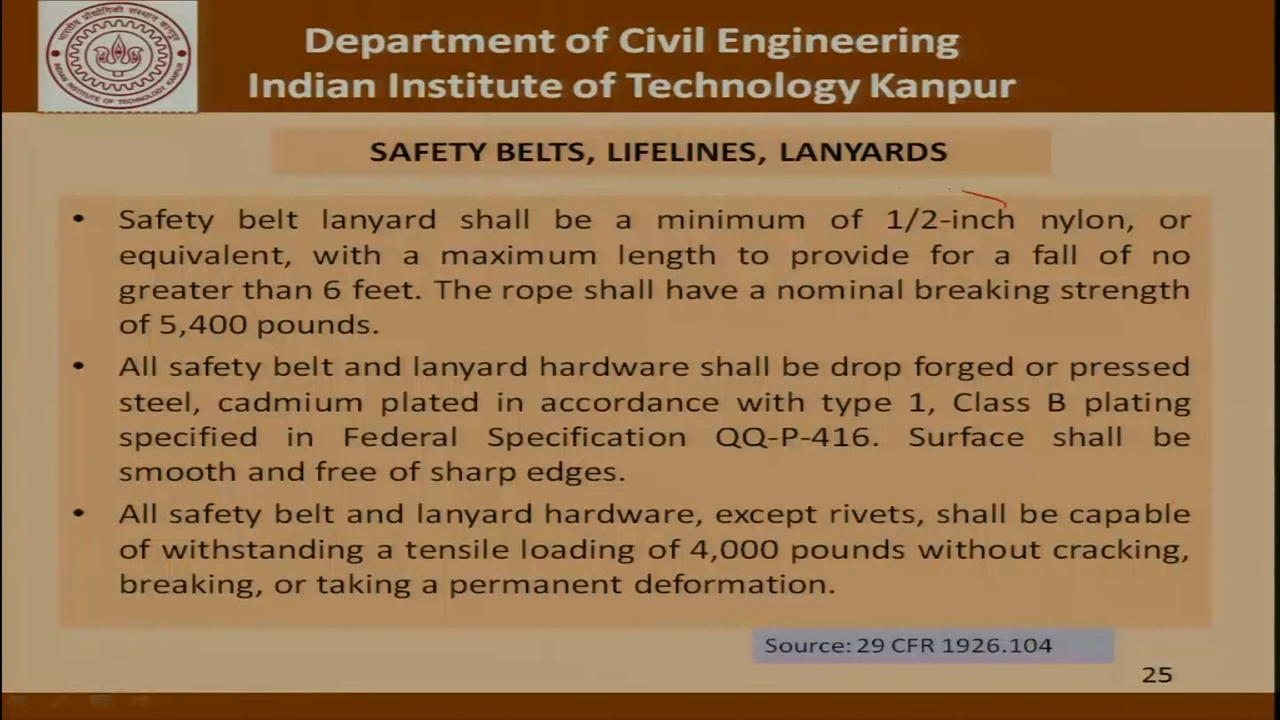 Department of Civil Engineering
Indian Institute of Technology Kanpur
SAFETY BELTS, LIFELINES, LANYARDS
• Safety belt lanyard shall be a minimum of 1/2-inch nylon, or
equivalent, with a maximum length to provide for a fall of no
greater than 6 feet. The rope shall have a nominal breaking strength
of 5,400 pounds.
• All safety belt and lanyard hardware shall be drop forged or pressed
steel, cadmium plated in accordance with type 1, Class B plating
specified in Federal Specification QQ-P-416. Surface shall be
smooth and free of sharp edges.
• All safety belt and lanyard hardware, except rivets, shall be capable
of withstanding a tensile loading of 4,000 pounds without cracking,
breaking, or taking a permanent deformation.
Source: 29 CFR 1926.104
25